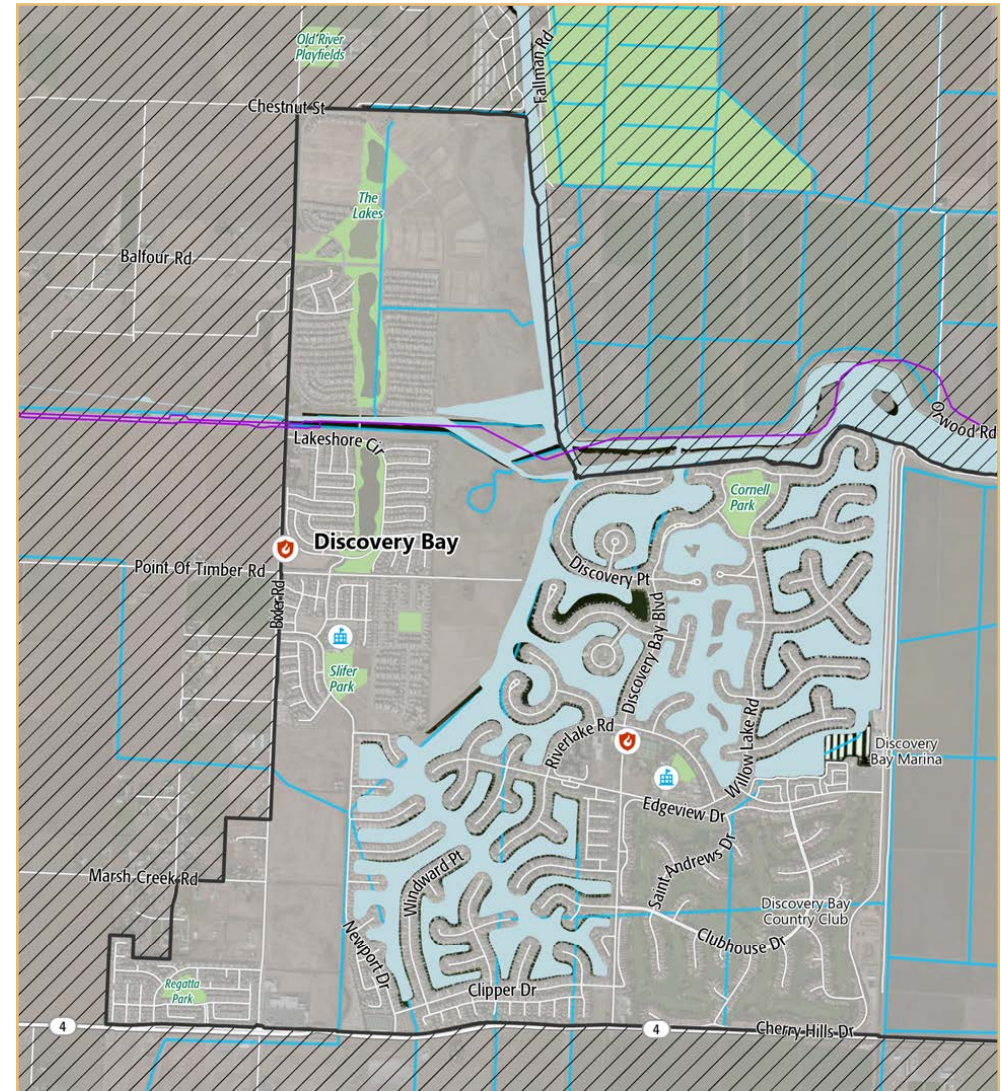 Old River
Playfields
Fallman Rd
Chestnut St
The
Lakes
Balfour Rd
Orwood Rd
Lakeshore Cir
Cornell
Park
Discovery Bay
Point Of Timber Rd
Discovery Pt
Boder Rd
Discovery Bay Blvd
Slifer
Park
Riverlake Rd
Willow Lake Rd
Discovery
Bay Marina
Edgeview Dr
Saint Andrews Dr
Windward Pt
Marsh Creek Rd
Discovery Bay
Country Club
Newport Dr
Clubhouse Dr
Regatta
Park
Clipper Dr
4
4
Cherry Hills Dr